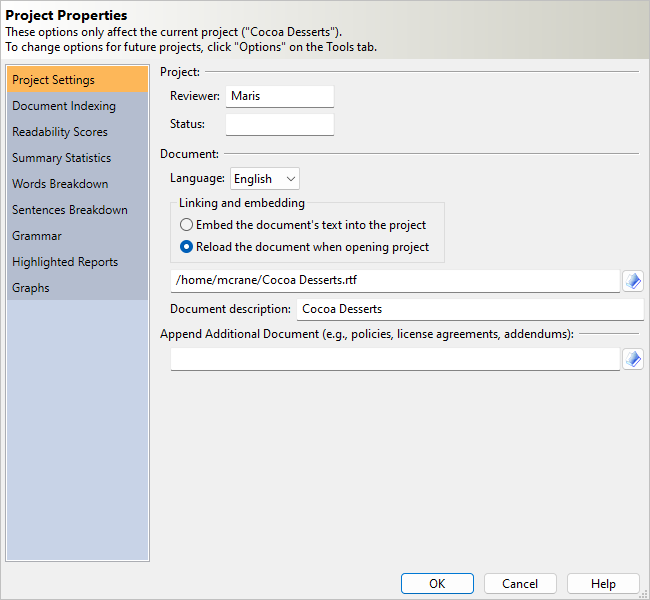 Project Properties
These options only affect the current project ("Cocoa Desserts").
To change options for future projects, click "Options" on the Tools tab.
Project Settings
Document Indexing
Readability Scores
Summary Statistics
Words Breakdown
Sentences Breakdown
Grammar
Highlighted Reports
Graphs
Project:
Reviewer: Maris
Status:
Document:
Language: English
Linking and embedding
Embed the document's text into the project
Reload the document when opening project
/home/mcrane/Cocoa Desserts.rtf
Document description: Cocoa Desserts
Append Additional Document (e.g., policies, license agreements, addendums):
OK Cancel Help